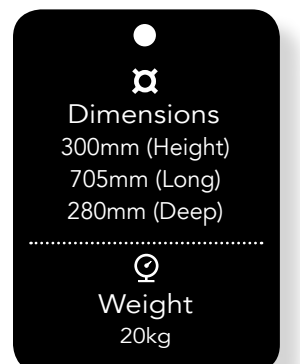 Dimensions
300mm (Height)
705mm (Long)
280mm (Deep)
Weight
20kg